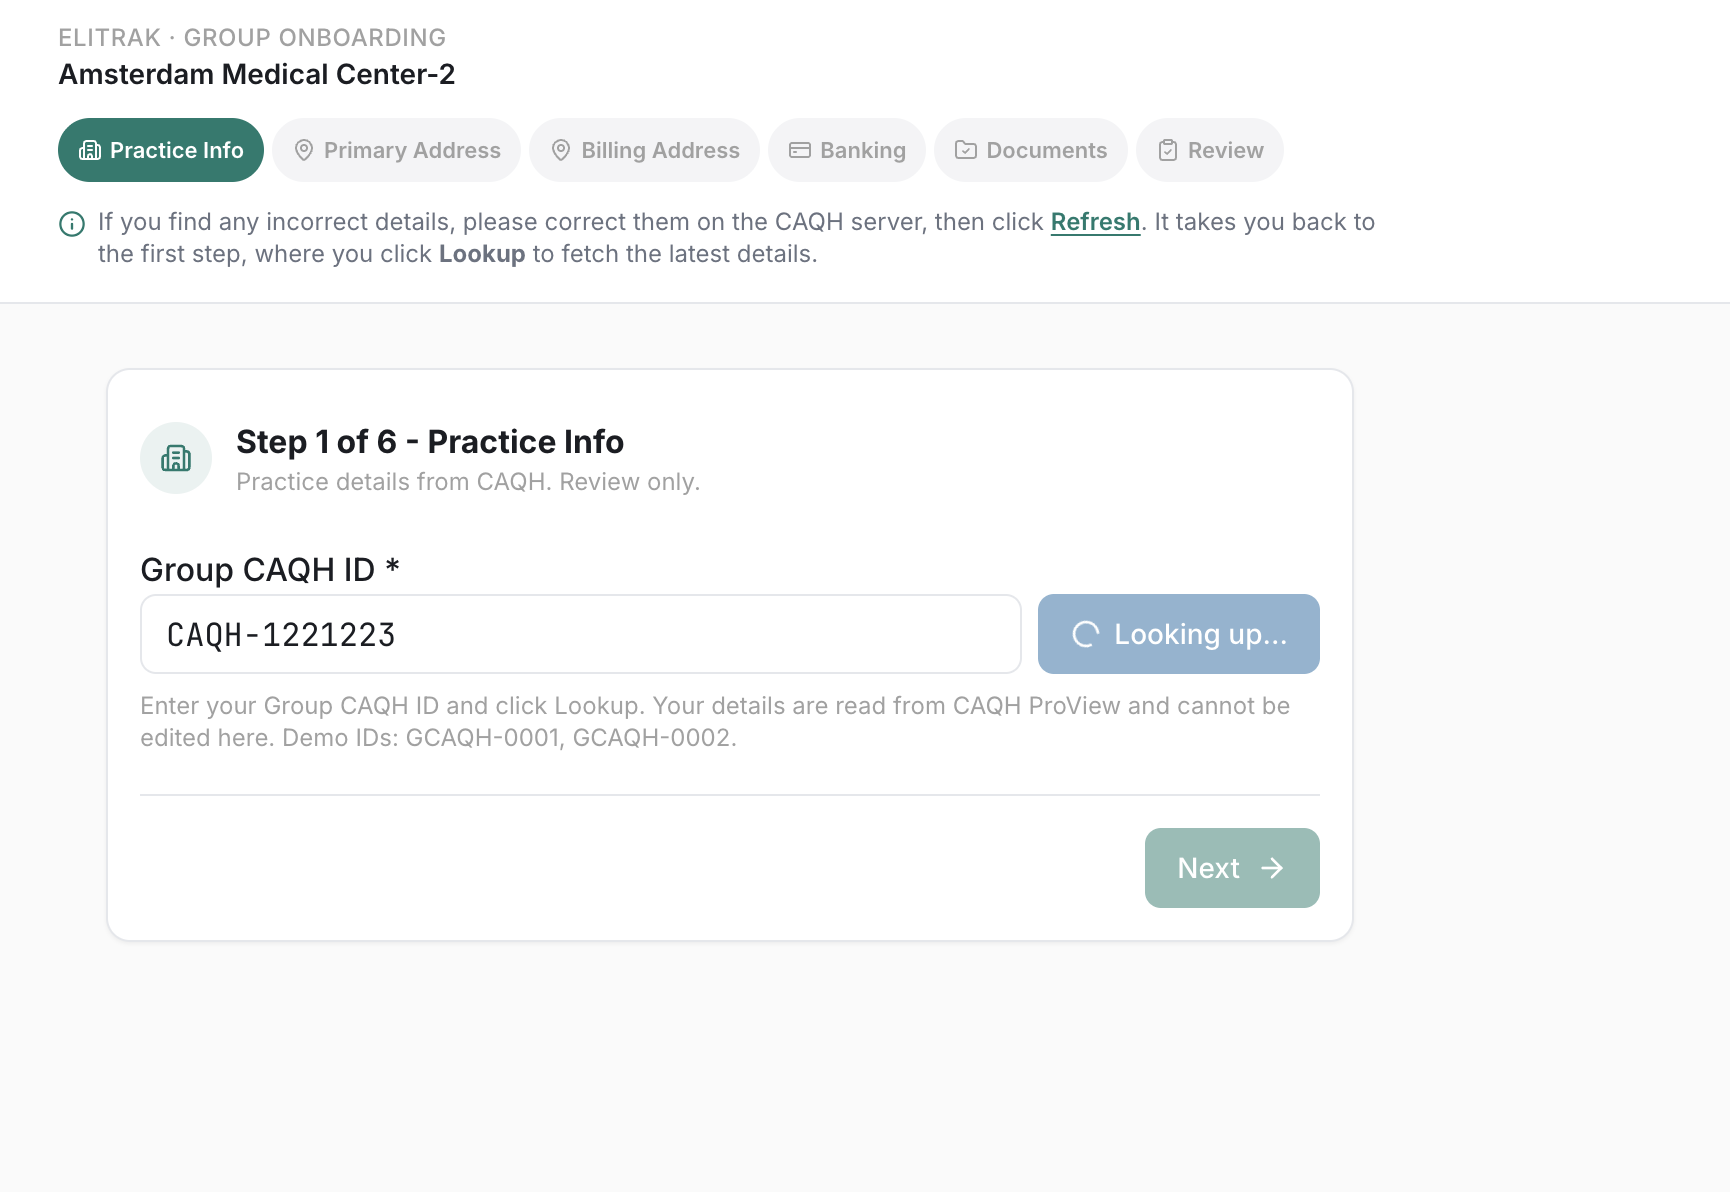 ELITRAK · GROUP ONBOARDING
Amsterdam Medical Center-2
Practice Info
Primary Address
Billing Address
Banking
Documents
Review
If you find any incorrect details, please correct them on the CAQH server, then click Refresh. It takes you back to
the first step, where you click Lookup to fetch the latest details.
Step 1 of 6 - Practice Info
Practice details from CAQH. Review only.
Group CAQH ID *
CAQH-1221223
Looking up...
Enter your Group CAQH ID and click Lookup. Your details are read from CAQH ProView and cannot be
edited here. Demo IDs: GCAQH-0001, GCAQH-0002.
Next